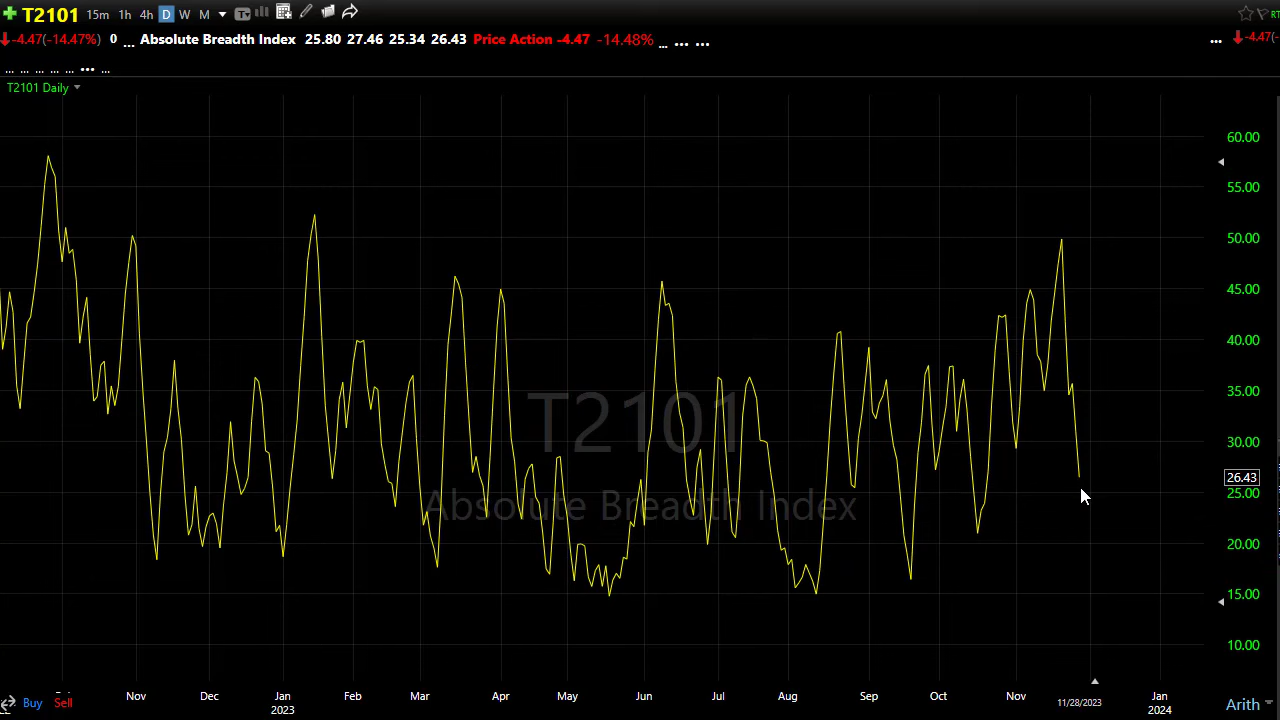 T2101 15m 1h 4h D W M T RT
-4.47(-14.47%) 0 ... Absolute Breadth Index 25.80 27.46 25.34 26.43 Price Action -4.47 -14.48% ... ... ... ... -4.47(-
... ... ... ... ... ... ...
T2101 Daily
60.00
55.00
50.00
45.00
40.00
35.00
T2101
30.00
26.43
25.00
Absolute Breadth Index
20.00
15.00
10.00
Nov Dec Jan Feb Mar Apr May Jun Jul Aug Sep Oct Nov Jan
Buy Sell 2023 11/28/2023 2024 Arith